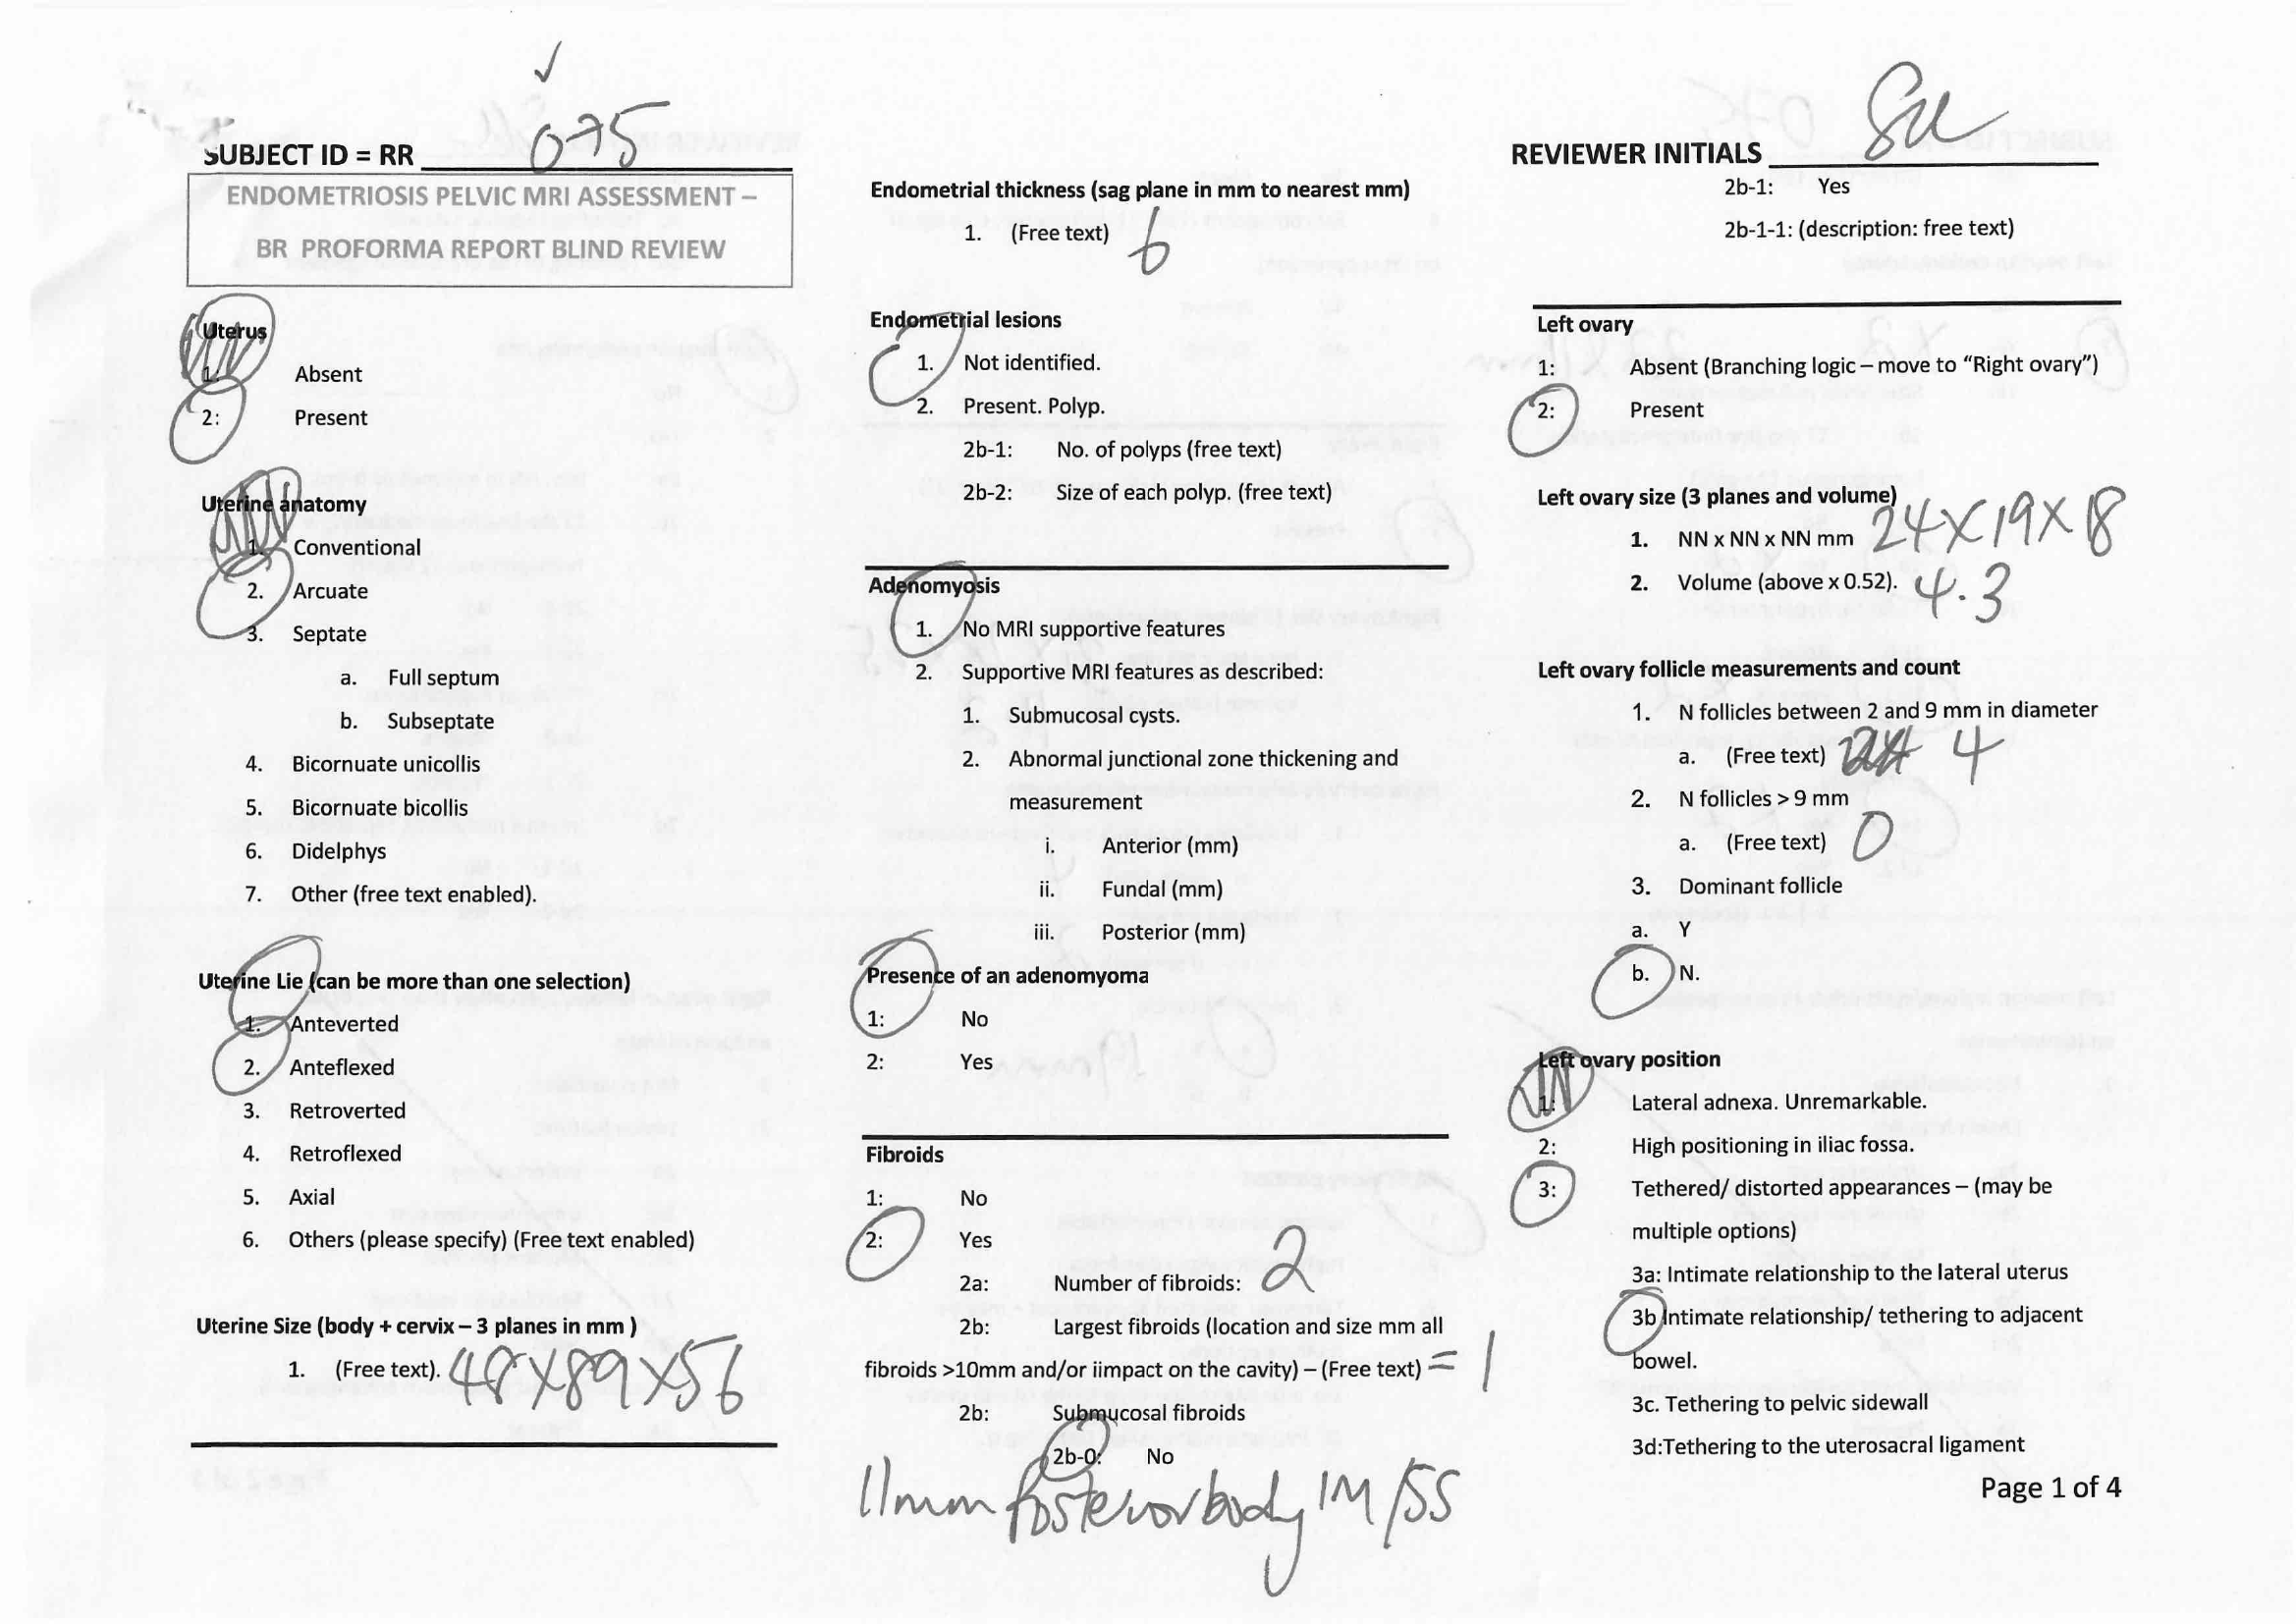 SUBJECT ID = RR 075
ENDOMETRIOSIS PELVIC MRI ASSESSMENT –
BR PROFORMA REPORT BLIND REVIEW
Uterus
1: Absent
2: Present
Uterine anatomy
1. Conventional
2. Arcuate
3. Septate
a. Full septum
b. Subseptate
4. Bicornuate unicollis
5. Bicornuate bicollis
6. Didelphys
7. Other (free text enabled).
Uterine Lie (can be more than one selection)
1. Anteverted
2. Anteflexed
3. Retroverted
4. Retroflexed
5. Axial
6. Others (please specify) (Free text enabled)
Uterine Size (body + cervix – 3 planes in mm )
1. (Free text). 48X89X56
Endometrial thickness (sag plane in mm to nearest mm)
1. (Free text) 6
Endometrial lesions
1. Not identified.
2. Present. Polyp.
2b-1: No. of polyps (free text)
2b-2: Size of each polyp. (free text)
Adenomyosis
1. No MRI supportive features
2. Supportive MRI features as described:
1. Submucosal cysts.
2. Abnormal junctional zone thickening and
measurement
i. Anterior (mm)
ii. Fundal (mm)
iii. Posterior (mm)
Presence of an adenomyoma
1: No
2: Yes
Fibroids
1: No
2: Yes
2a: Number of fibroids: 2
2b: Largest fibroids (location and size mm all
fibroids >10mm and/or iimpact on the cavity) – (Free text) = 1
2b: Submucosal fibroids
2b-0: No
11mm posterior body IM/SS
REVIEWER INITIALS
2b-1: Yes
2b-1-1: (description: free text)
Left ovary
1: Absent (Branching logic – move to “Right ovary”)
2: Present
Left ovary size (3 planes and volume)
1. NN x NN x NN mm 24X19X8
2. Volume (above x 0.52). 4.3
Left ovary follicle measurements and count
1. N follicles between 2 and 9 mm in diameter
a. (Free text) 4
2. N follicles > 9 mm
a. (Free text) 0
3. Dominant follicle
a. Y
b. N.
Left ovary position
1: Lateral adnexa. Unremarkable.
2: High positioning in iliac fossa.
3: Tethered/ distorted appearances – (may be
multiple options)
3a: Intimate relationship to the lateral uterus
3b Intimate relationship/ tethering to adjacent
bowel.
3c. Tethering to pelvic sidewall
3d:Tethering to the uterosacral ligament
Page 1 of 4